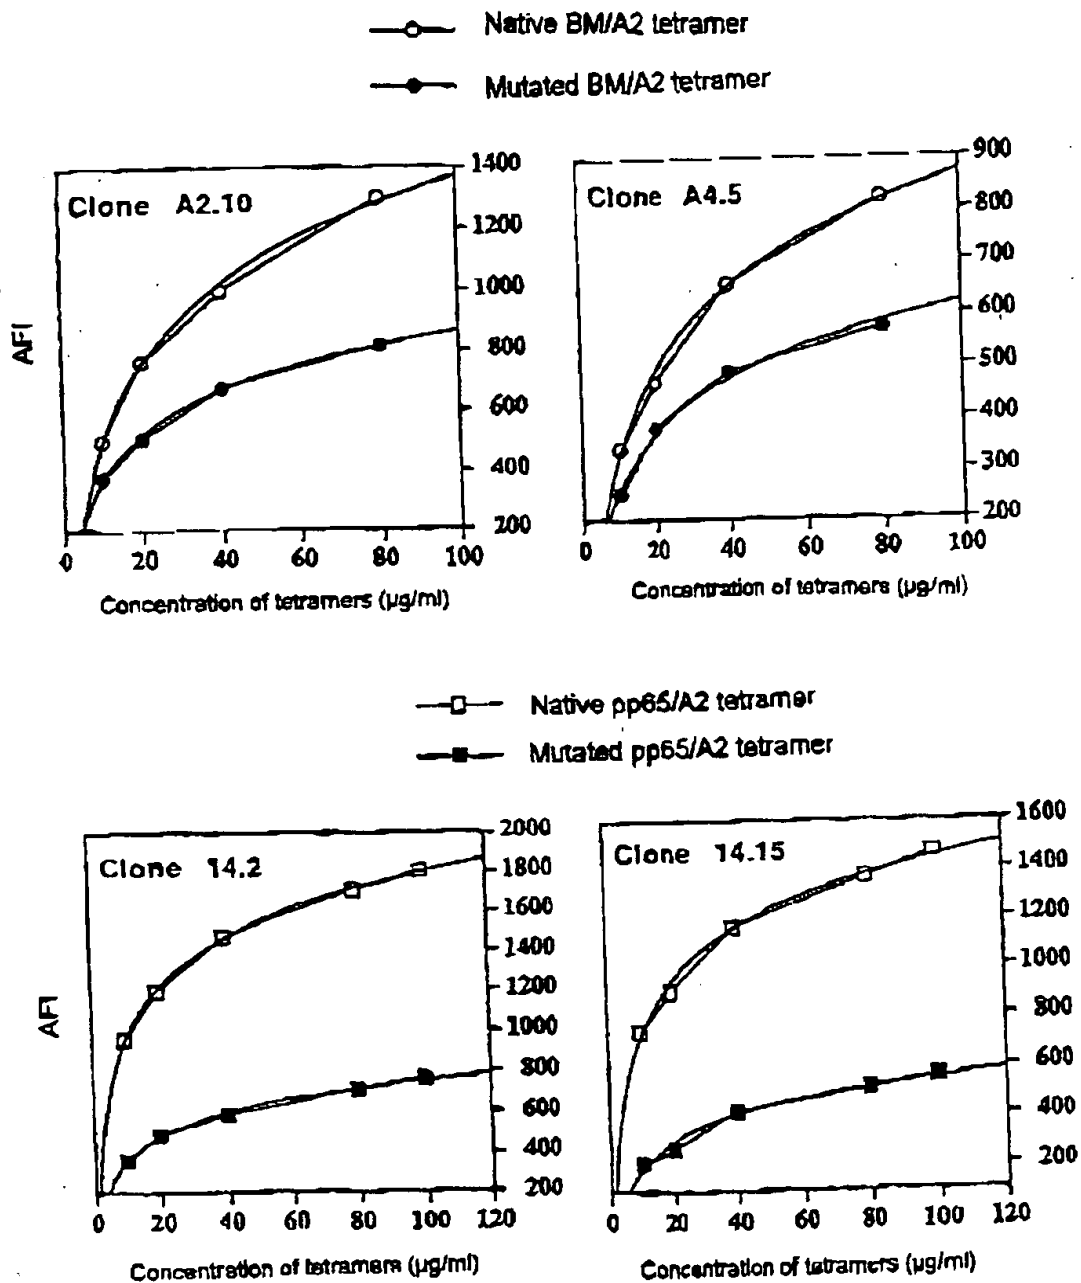 Native BM/A2 tetramer
Mutated BM/A2 tetramer
Clone A2.10
AFI
1400
1200
1000
800
600
400
200
0 20 40 60 80 100
Concentration of tetramers (µg/ml)
Clone A4.5
900
800
700
600
500
400
300
200
0 20 40 60 80 100
Concentration of tetramers (µg/ml)
Native pp65/A2 tetramer
Mutated pp65/A2 tetramer
Clone 14.2
AFI
2000
1800
1600
1400
1200
1000
800
600
400
200
0 20 40 60 80 100 120
Concentration of tetramers (µg/ml)
Clone 14.15
1600
1400
1200
1000
800
600
400
200
0 20 40 60 80 100 120
Concentration of tetramers (µg/ml)